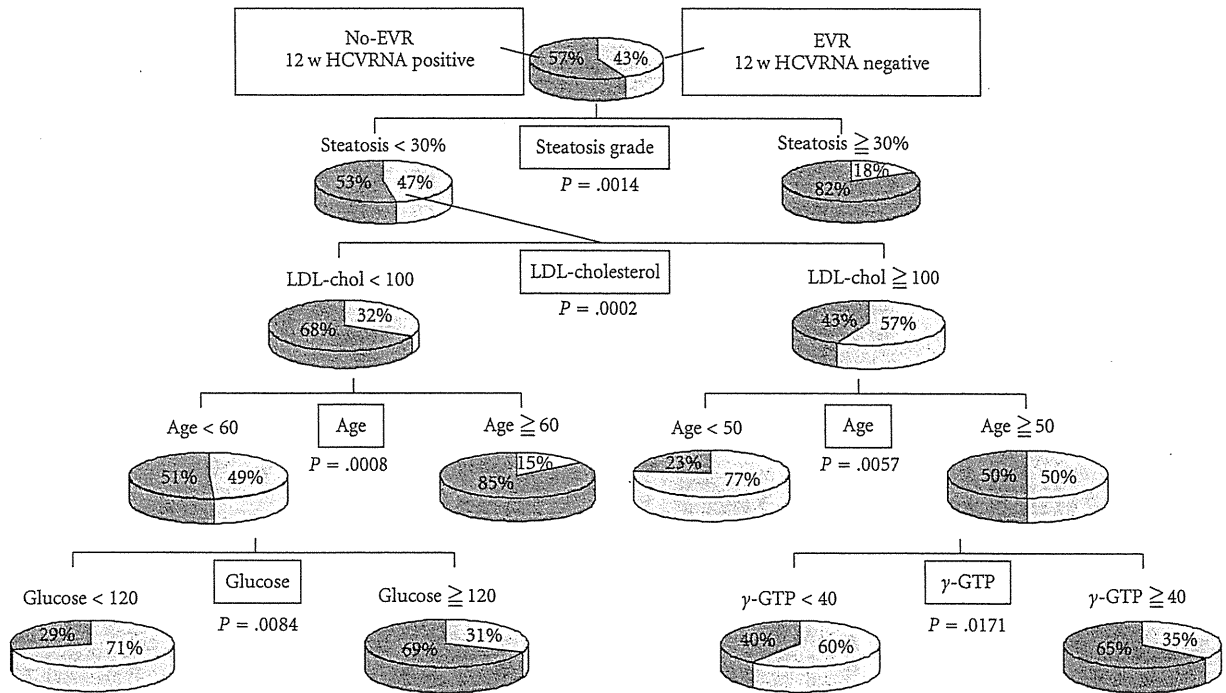 No-EVR
12 w HCVRNA positive
57%
43%
EVR
12 w HCVRNA negative
Steatosis < 30%
Steatosis grade
Steatosis ≧ 30%
53%
47%
P = .0014
18%
82%
LDL-chol < 100
LDL-cholesterol
LDL-chol ≧ 100
P = .0002
32%
68%
43%
57%
Age < 60
Age
Age ≧ 60
Age < 50
Age
Age ≧ 50
51%
49%
P = .0008
15%
85%
23%
77%
P = .0057
50%
50%
Glucose < 120
Glucose
Glucose ≧ 120
γ-GTP < 40
γ-GTP
γ-GTP ≧ 40
29%
71%
P = .0084
31%
69%
40%
60%
P = .0171
35%
65%